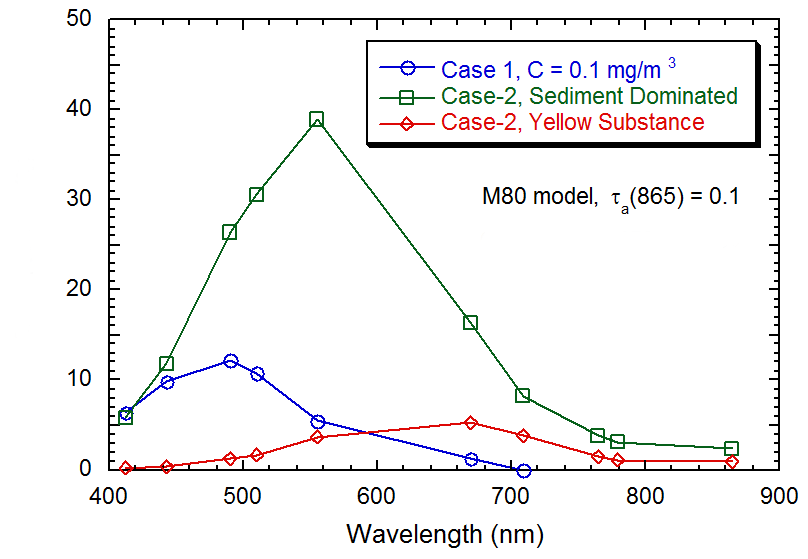 50
40
30
20
10
0
Case 1, C = 0.1 mg/m ³
Case-2, Sediment Dominated
Case-2, Yellow Substance
M80 model, τₐ(865) = 0.1
400 500 600 700 800 900
Wavelength (nm)